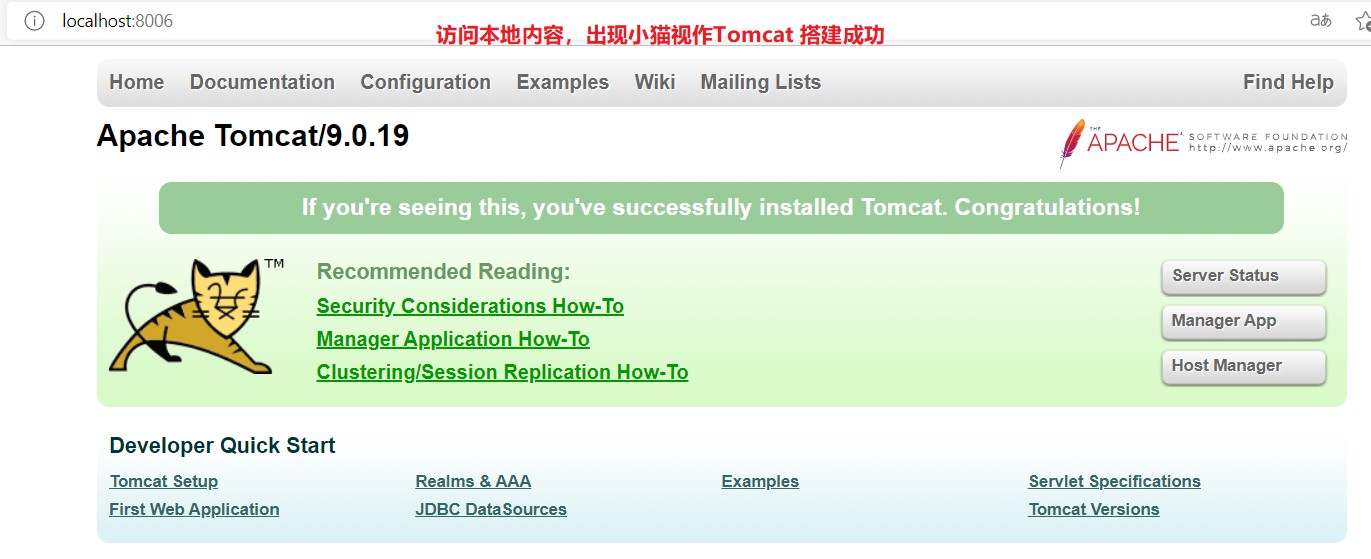 localhost:8006
访问本地内容，出现小猫视作Tomcat 搭建成功
Home Documentation Configuration Examples Wiki Mailing Lists Find Help
Apache Tomcat/9.0.19
THE APACHE SOFTWARE FOUNDATION
http://www.apache.org/
If you're seeing this, you've successfully installed Tomcat. Congratulations!
TM
Recommended Reading:
Security Considerations How-To
Manager Application How-To
Clustering/Session Replication How-To
Server Status
Manager App
Host Manager
Developer Quick Start
Tomcat Setup Realms & AAA Examples Servlet Specifications
First Web Application JDBC DataSources Tomcat Versions